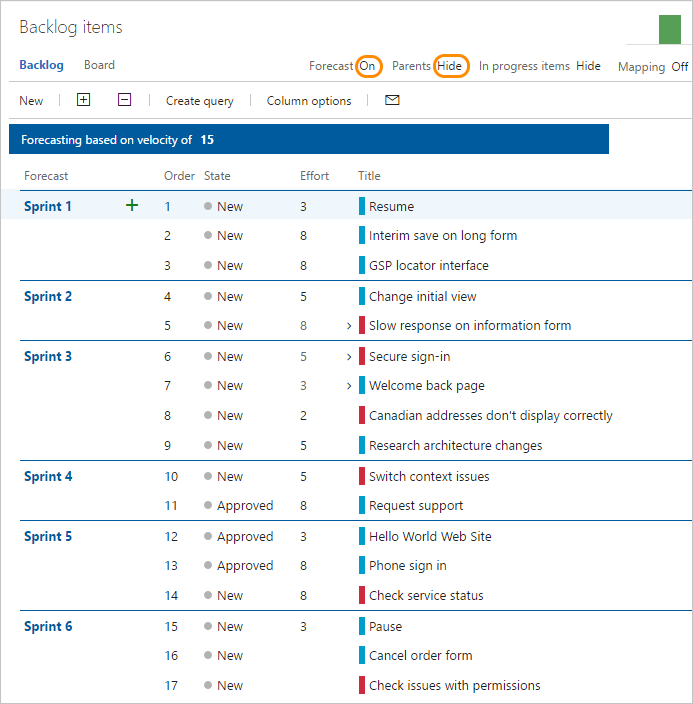 Backlog items
Backlog Board Forecast On Parents Hide In progress items Hide Mapping Off
New Create query Column options
Forecasting based on velocity of 15
Forecast Order State Effort Title
Sprint 1 + 1 New 3 Resume
2 New 8 Interim save on long form
3 New 8 GSP locator interface
Sprint 2 4 New 5 Change initial view
5 New 8 > Slow response on information form
Sprint 3 6 New 5 > Secure sign-in
7 New 3 > Welcome back page
8 New 2 Canadian addresses don't display correctly
9 New 5 Research architecture changes
Sprint 4 10 New 5 Switch context issues
11 Approved 8 Request support
Sprint 5 12 Approved 3 Hello World Web Site
13 Approved 8 Phone sign in
14 New 8 Check service status
Sprint 6 15 New 3 Pause
16 New Cancel order form
17 New Check issues with permissions